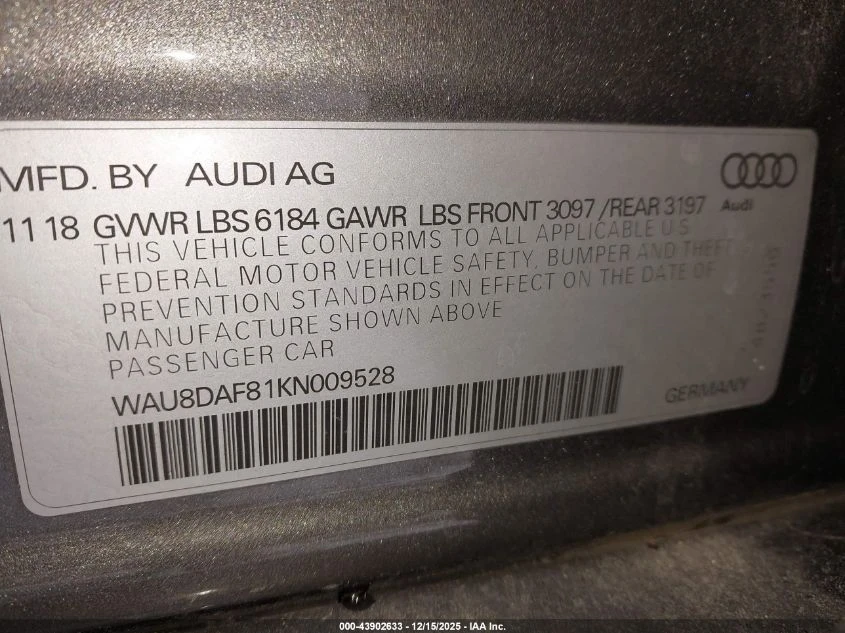 MFD. BY AUDI AG
Audi
11 18 GVWR LBS 6184 GAWR LBS FRONT 3097 /REAR 3197
THIS VEHICLE CONFORMS TO ALL APPLICABLE U.S
FEDERAL MOTOR VEHICLE SAFETY, BUMPER AND THEFT
PREVENTION STANDARDS IN EFFECT ON THE DATE OF
MANUFACTURE SHOWN ABOVE
PASSENGER CAR
WAU8DAF81KN009528
GERMANY
000-43902633 - 12/15/2025 - IAA Inc.